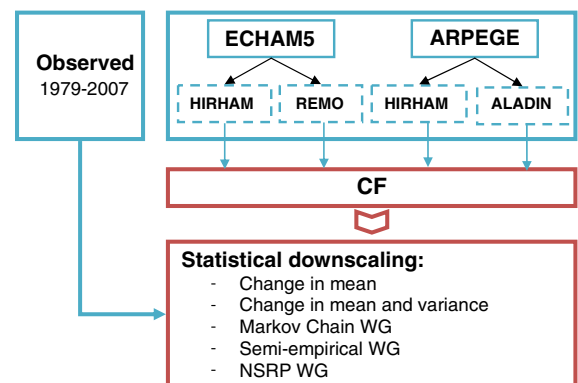 Observed
1979-2007
ECHAM5 ARPEGE
HIRHAM REMO HIRHAM ALADIN
CF
Statistical downscaling:
- Change in mean
- Change in mean and variance
- Markov Chain WG
- Semi-empirical WG
- NSRP WG